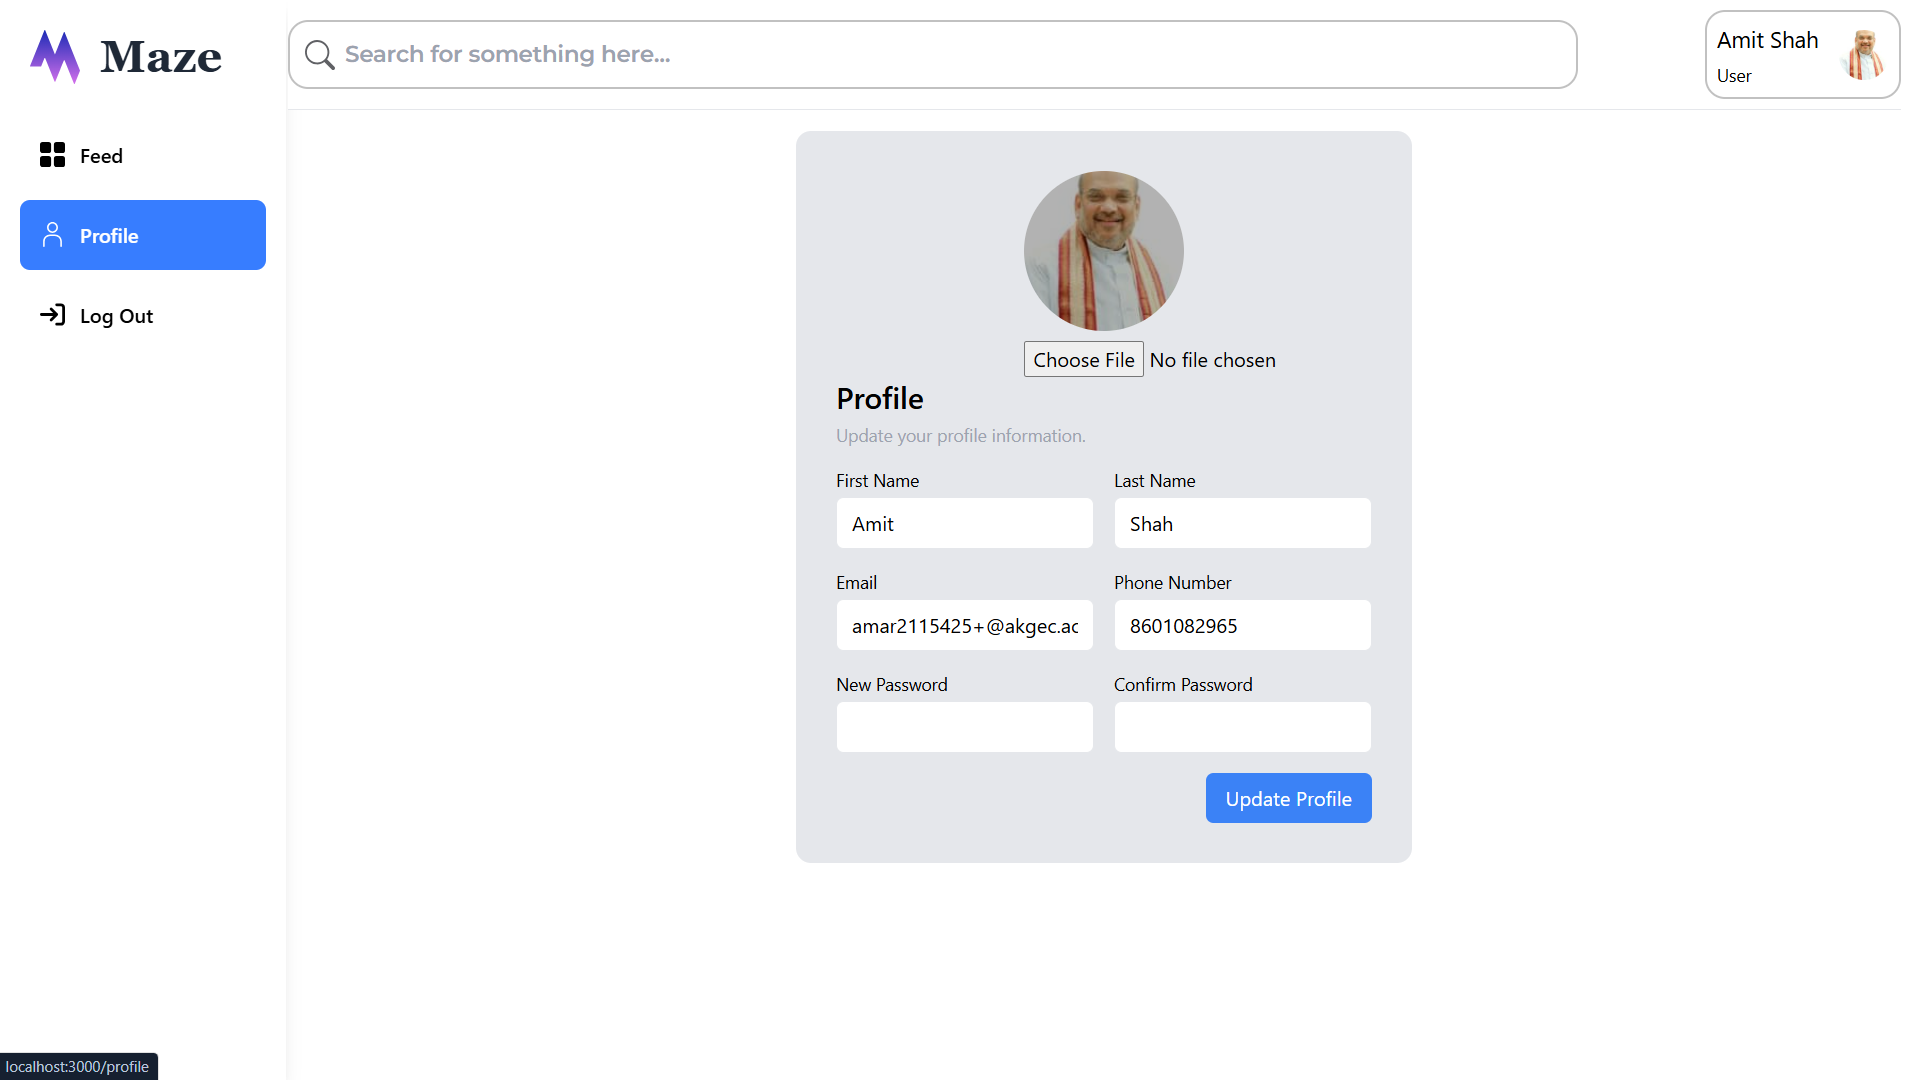 Maze
Search for something here...
Amit Shah
User
Feed
Profile
Log Out
Choose File No file chosen
Profile
Update your profile information.
First Name
Last Name
Amit
Shah
Email
Phone Number
amar2115425+@akgec.ac
8601082965
New Password
Confirm Password
Update Profile
localhost:3000/profile